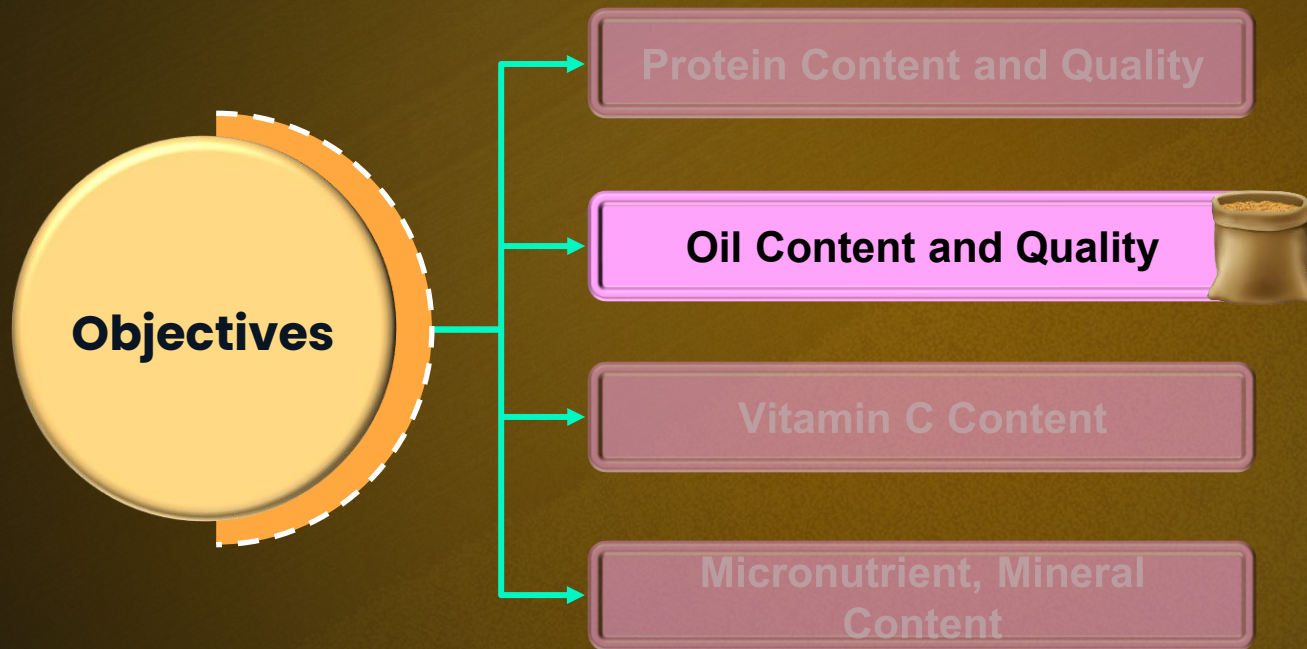 Objectives
Protein Content and Quality
Oil Content and Quality
Vitamin C Content
Micronutrient, Mineral
Content